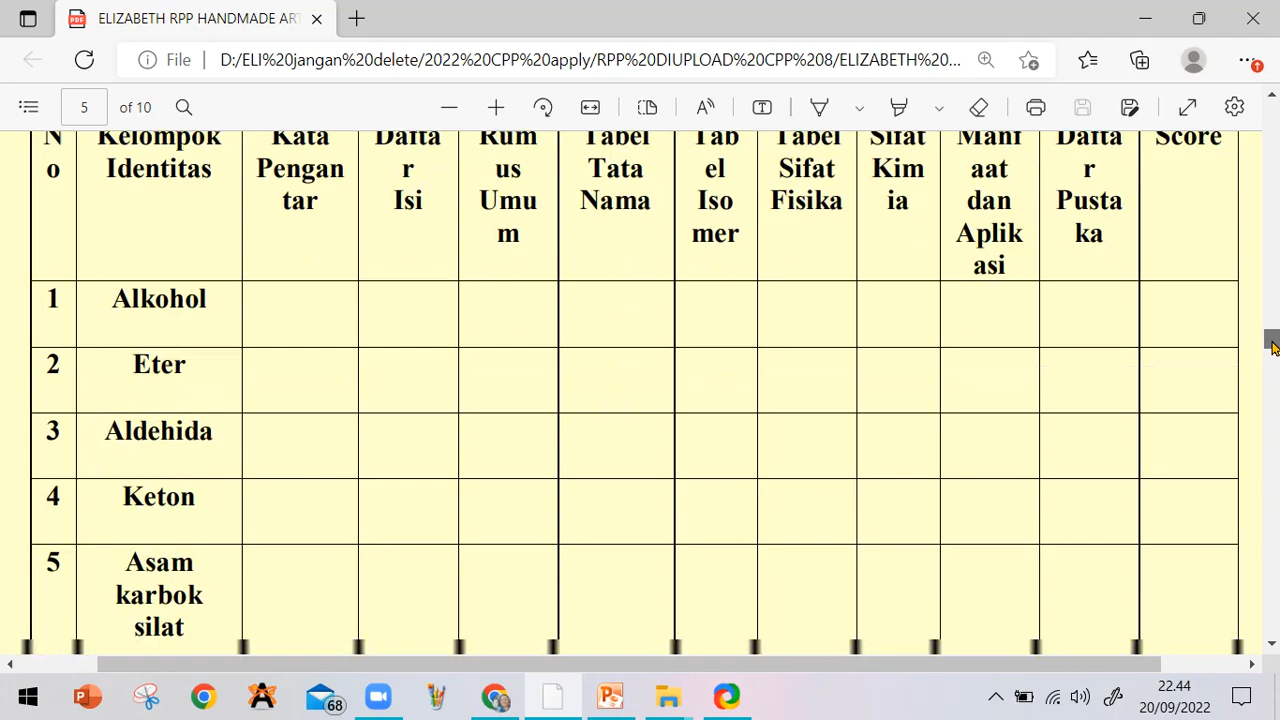 ELIZABETH RPP HANDMADE ART
File
D:/ELI%20jangan%20delete/2022%20CPP%20apply/RPP%20DIUPLOAD%20CPP%208/ELIZABETH%20...
5 of 10
N
o
Kelompok
Identitas
Kata
Pengan
tar
Dafta
r
Isi
Rum
us
Umu
m
Tabel
Tata
Nama
Tab
el
Iso
mer
Tabel
Sifat
Fisika
Sifat
Kim
ia
Manf
aat
dan
Aplik
asi
Dafta
r
Pusta
ka
Score
1 Alkohol
2 Eter
3 Aldehida
4 Keton
5 Asam
karbok
silat
68
22.44
20/09/2022